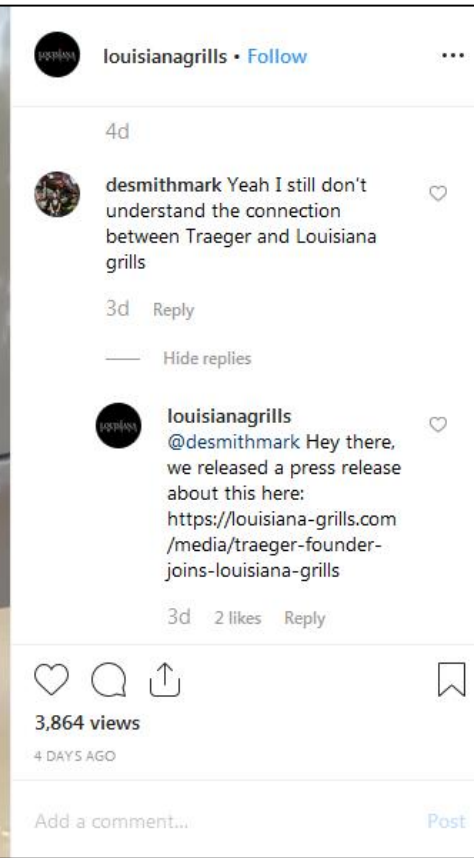 louisianagrills • Follow
4d
desmithmark Yeah I still don't
understand the connection
between Traeger and Louisiana
grills
3d Reply
Hide replies
louisianagrills
@desmithmark Hey there,
we released a press release
about this here:
https://louisiana-grills.com
/media/traeger-founder-
joins-louisiana-grills
3d 2 likes Reply
3,864 views
4 DAYS AGO
Add a comment... Post